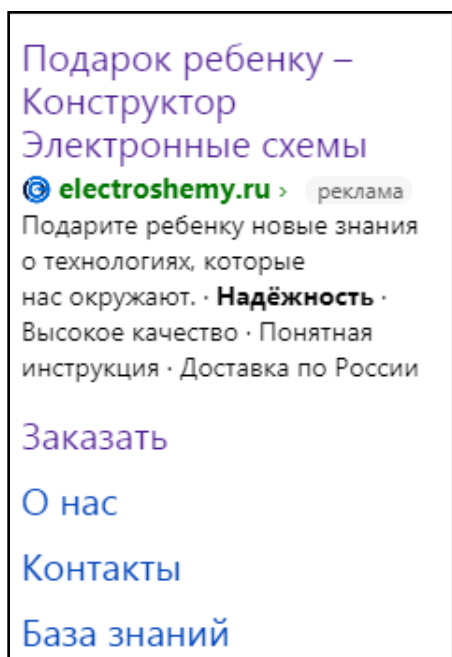 Подарок ребенку –
Конструктор
Электронные схемы
electroshemy.ru › реклама
Подарите ребенку новые знания
о технологиях, которые
нас окружают. · Надёжность ·
Высокое качество · Понятная
инструкция · Доставка по России
Заказать
О нас
Контакты
База знаний